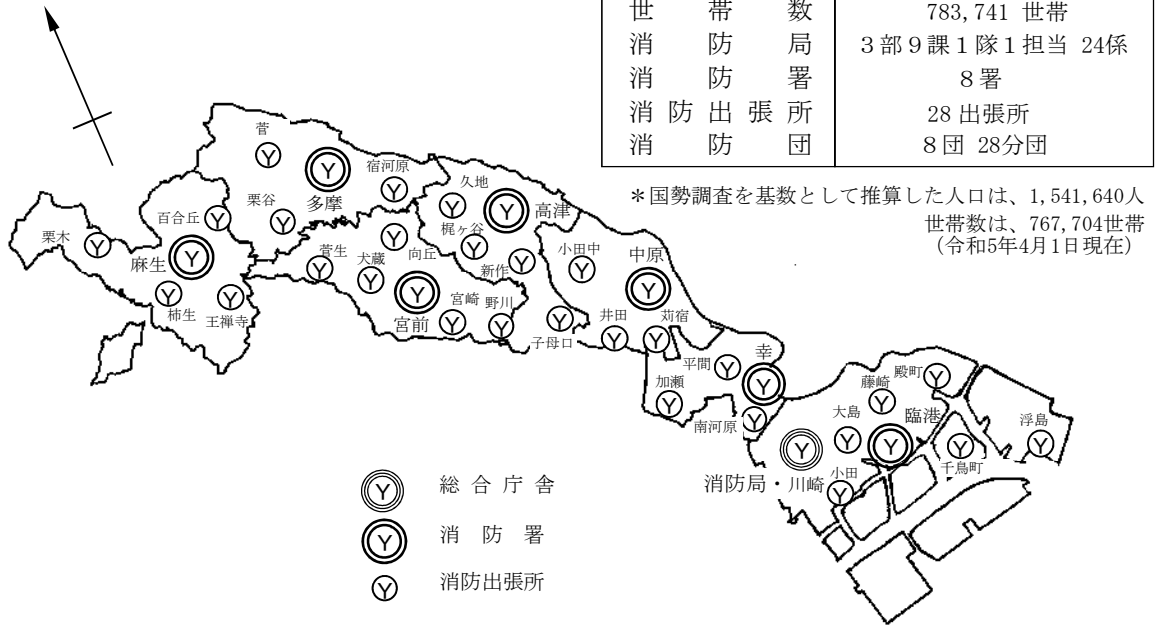 世帯数 783,741 世帯
消防局 3部9課1隊1担当 24係
消防署 8署
消防出張所 28出張所
消防団 8団 28分団
*国勢調査を基数として推算した人口は、1,541,640人
世帯数は、767,704世帯
(令和5年4月1日現在)
菅
宿河原
久地
栗谷
多摩
高津
百合丘
梶ヶ谷
栗木
向丘
小田中
中原
菅生
犬蔵
新作
麻生
宮崎
野川
井田
苅宿
柿生
王禅寺
宮前
子母口
幸
平間
殿町
藤崎
加瀬
大島
臨港
浮島
南河原
千鳥町
小田
消防局・川崎
総合庁舎
消防署
消防出張所